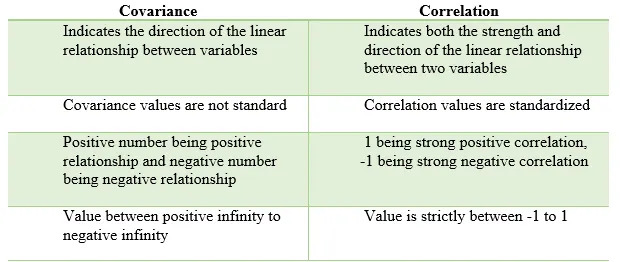 Covariance
Correlation
Indicates the direction of the linear
relationship between variables
Indicates both the strength and
direction of the linear relationship
between two variables
Covariance values are not standard
Correlation values are standardized
Positive number being positive
relationship and negative number
being negative relationship
1 being strong positive correlation,
-1 being strong negative correlation
Value between positive infinity to
negative infinity
Value is strictly between -1 to 1